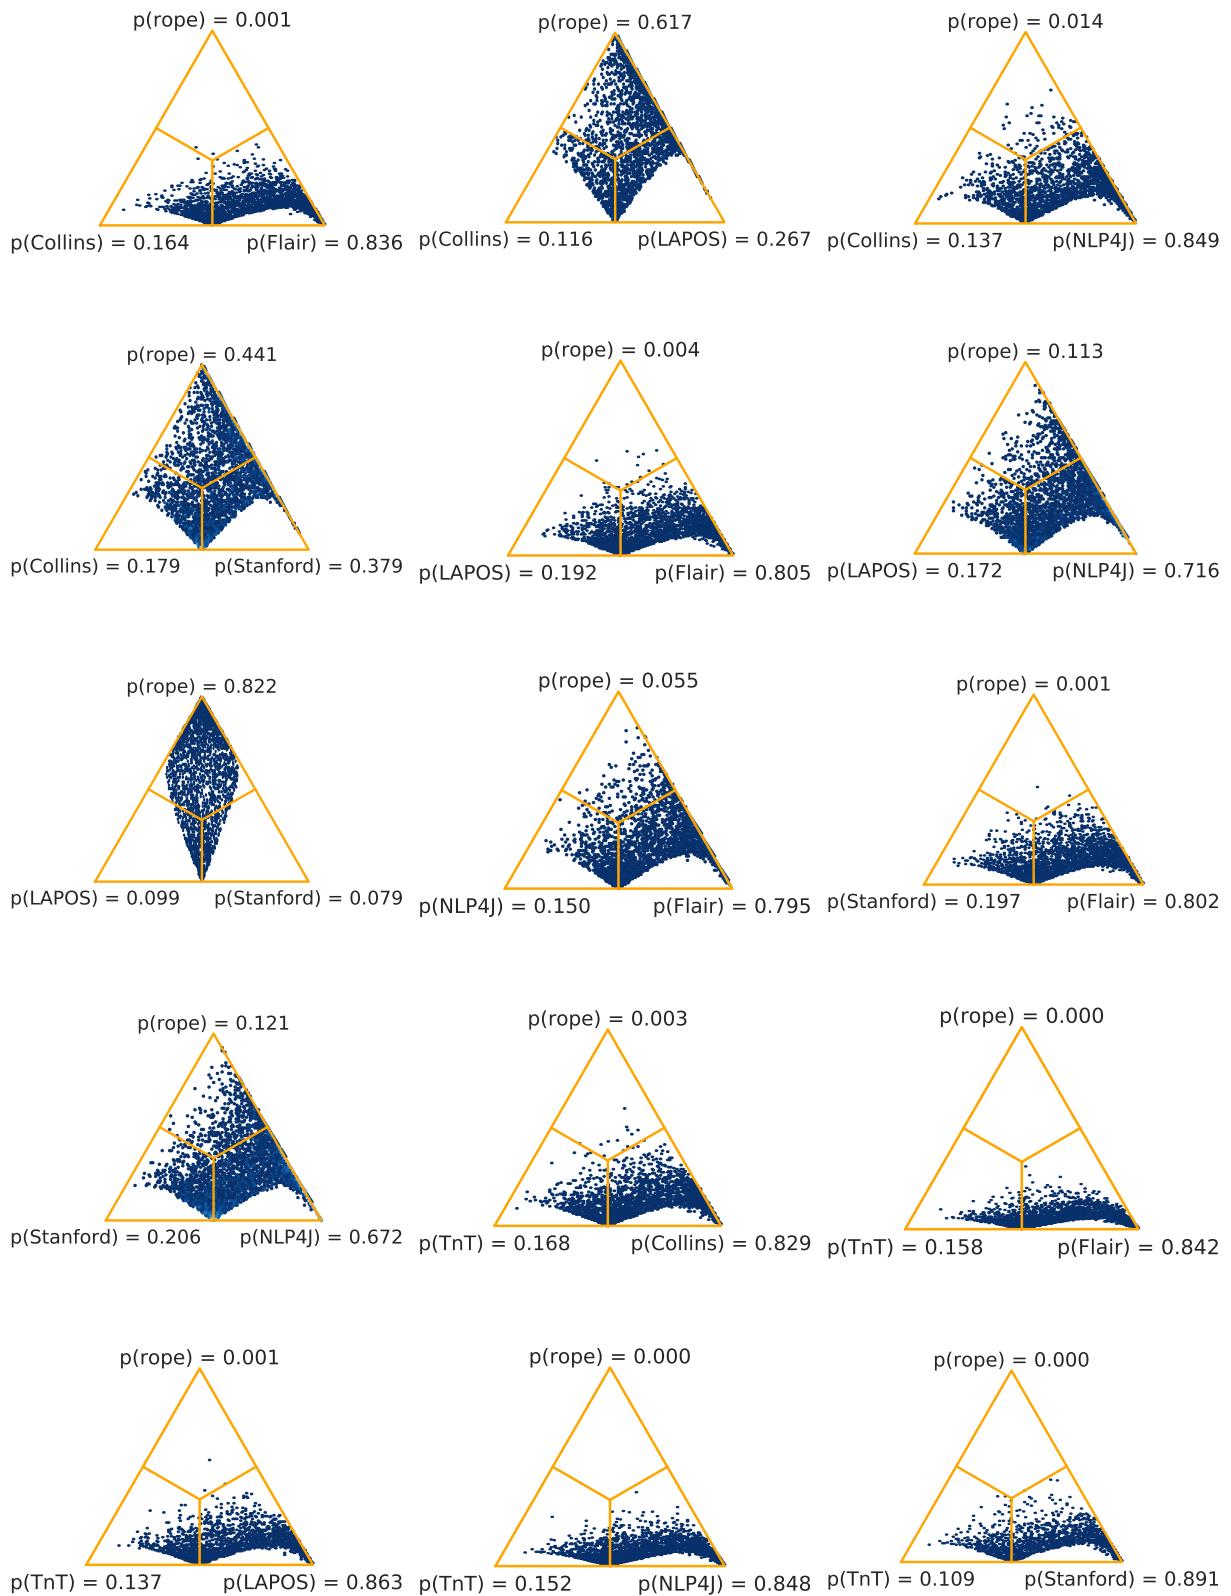 p(rope) = 0.001
p(rope) = 0.617
p(rope) = 0.014
p(Collins) = 0.164
p(Flair) = 0.836
p(Collins) = 0.116
p(LAPOS) = 0.267
p(Collins) = 0.137
p(NLP4J) = 0.849
p(rope) = 0.441
p(rope) = 0.004
p(rope) = 0.113
p(Collins) = 0.179
p(Stanford) = 0.379
p(LAPOS) = 0.192
p(Flair) = 0.805
p(LAPOS) = 0.172
p(NLP4J) = 0.716
p(rope) = 0.822
p(rope) = 0.055
p(rope) = 0.001
p(LAPOS) = 0.099
p(Stanford) = 0.079
p(NLP4J) = 0.150
p(Flair) = 0.795
p(Stanford) = 0.197
p(Flair) = 0.802
p(rope) = 0.121
p(rope) = 0.003
p(rope) = 0.000
p(Stanford) = 0.206
p(NLP4J) = 0.672
p(TnT) = 0.168
p(Collins) = 0.829
p(TnT) = 0.158
p(Flair) = 0.842
p(rope) = 0.001
p(rope) = 0.000
p(rope) = 0.000
p(TnT) = 0.137
p(LAPOS) = 0.863
p(TnT) = 0.152
p(NLP4J) = 0.848
p(TnT) = 0.109
p(Stanford) = 0.891